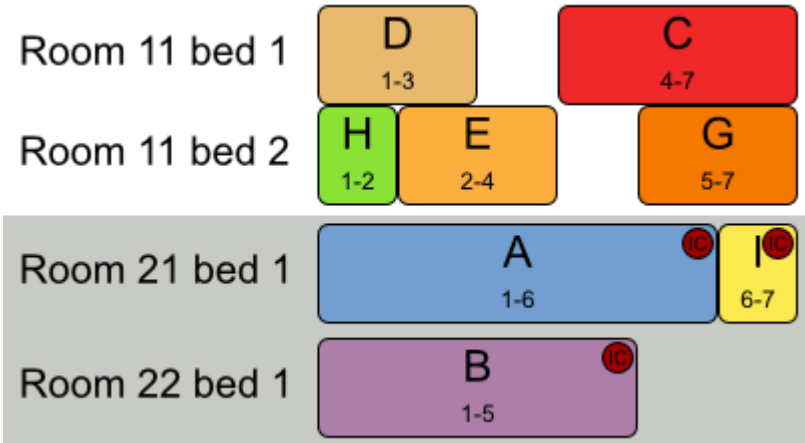 Room 11 bed 1 D C
1-3 4-7
Room 11 bed 2 H E G
1-2 2-4 5-7
Room 21 bed 1 A IC I IC
1-6 6-7
Room 22 bed 1 B IC
1-5